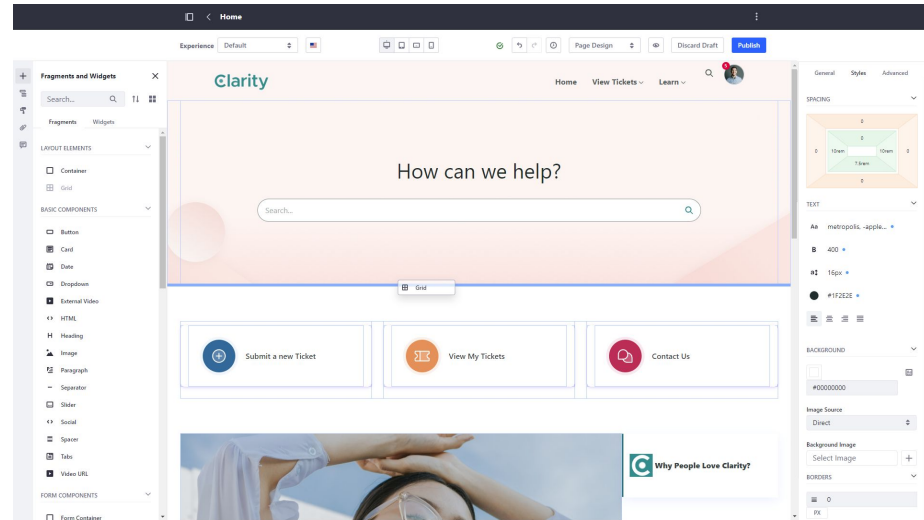 Home
Experience
Default
Page Design
Discard Draft
Publish
Fragments and Widgets
Search...
Fragments
Widgets
LAYOUT ELEMENTS
Container
Grid
BASIC COMPONENTS
Button
Card
Date
Dropdown
External Video
HTML
Heading
Image
Paragraph
Separator
Slider
Social
Spacer
Tabs
Video URL
FORM COMPONENTS
Form Container
Clarity
Home
View Tickets
Learn
How can we help?
Search...
Grid
Submit a new Ticket
View My Tickets
Contact Us
Why People Love Clarity?
General
Styles
Advanced
SPACING
0
0
0
10rem
10rem
0
7.5rem
0
TEXT
Aa
metropolis, -apple...
B
400
16px
#1F2E2E
BACKGROUND
#00000000
Image Source
Direct
Background Image
Select Image
BORDERS
0
PX